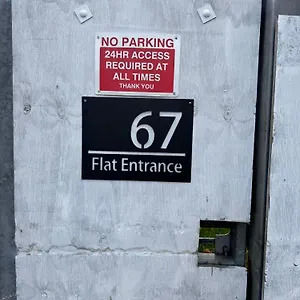 NO PARKING
24HR ACCESS
REQUIRED AT
ALL TIMES
THANK YOU
67
Flat Entrance